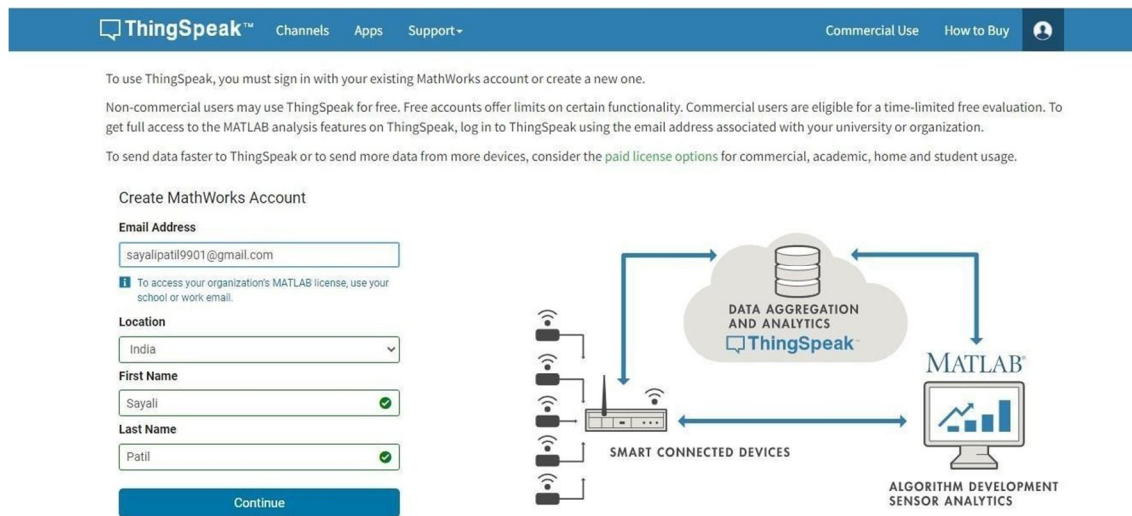 ThingSpeak™ Channels Apps Support Commercial Use How to Buy
To use ThingSpeak, you must sign in with your existing MathWorks account or create a new one.
Non-commercial users may use ThingSpeak for free. Free accounts offer limits on certain functionality. Commercial users are eligible for a time-limited free evaluation. To
get full access to the MATLAB analysis features on ThingSpeak, log in to ThingSpeak using the email address associated with your university or organization.
To send data faster to ThingSpeak or to send more data from more devices, consider the paid license options for commercial, academic, home and student usage.
Create MathWorks Account
Email Address
sayalipatil9901@gmail.com
To access your organization's MATLAB license, use your
school or work email.
Location
India
First Name
Sayali
Last Name
Patil
Continue
DATA AGGREGATION
AND ANALYTICS
ThingSpeak
MATLAB®
SMART CONNECTED DEVICES
ALGORITHM DEVELOPMENT
SENSOR ANALYTICS